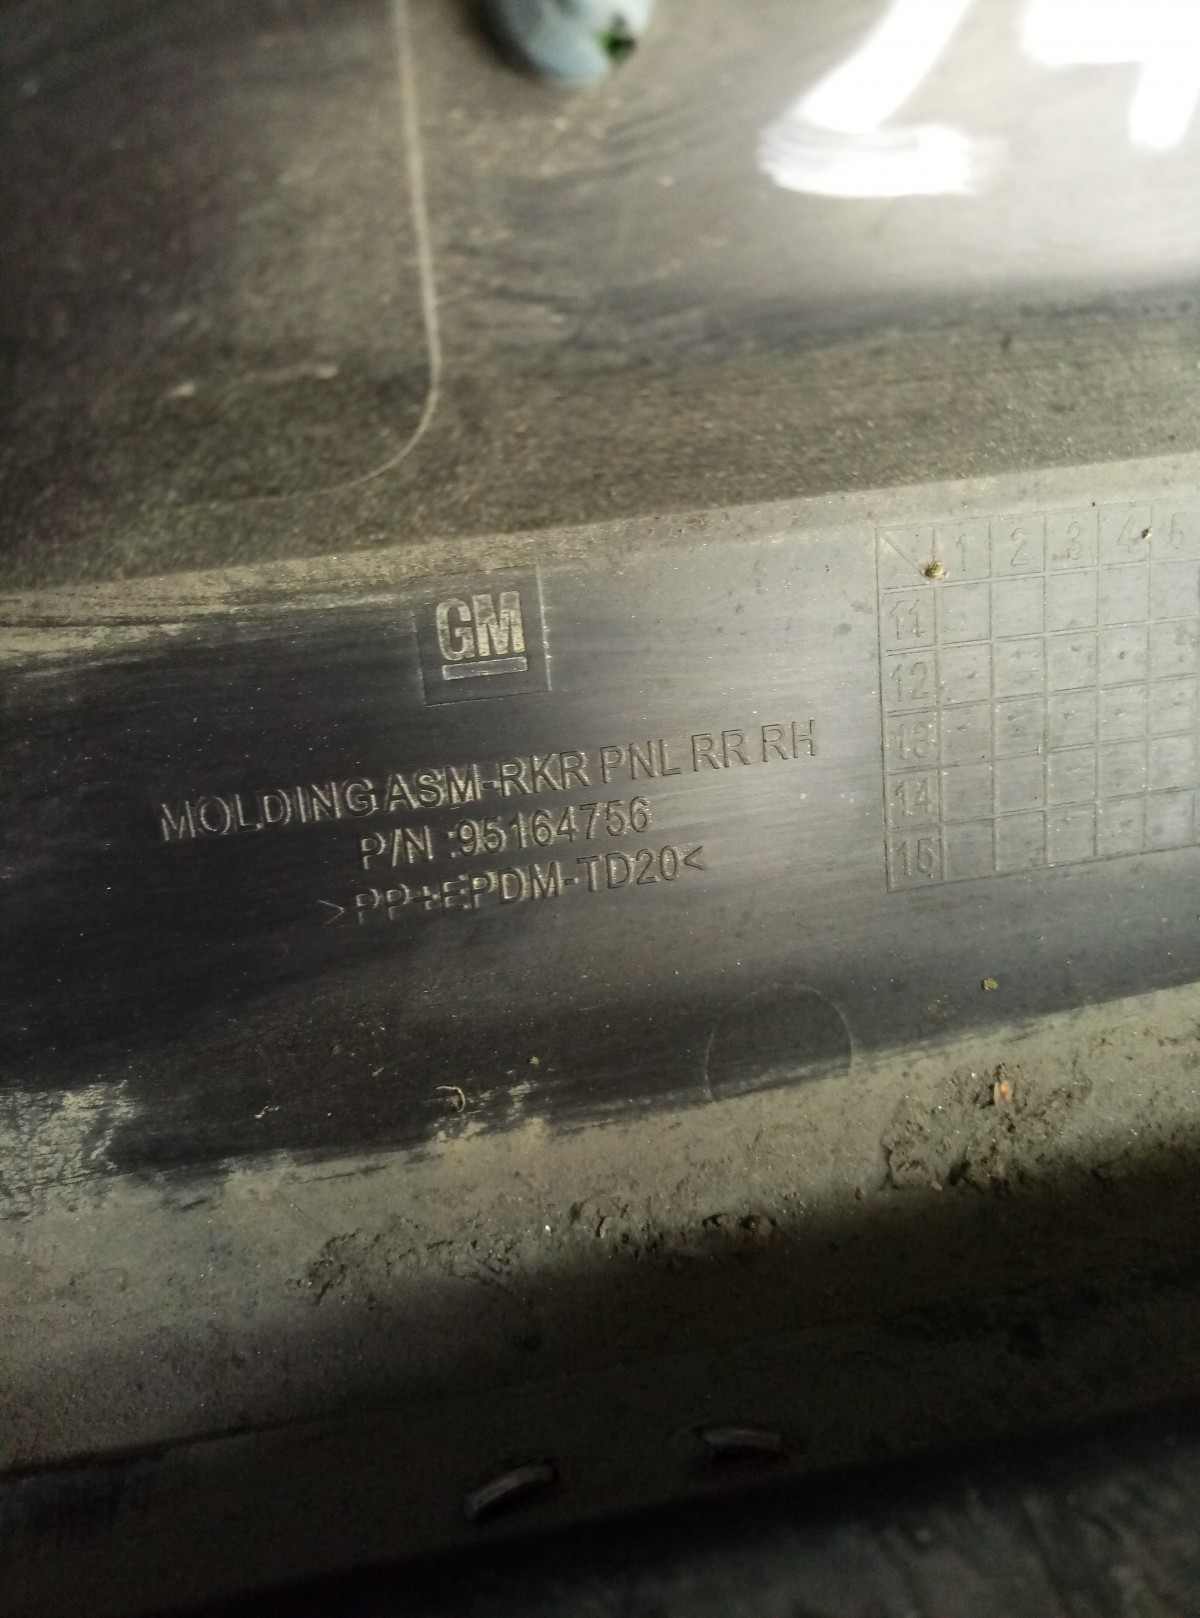 GM
MOLDING ASM-RKR PNL RR RH
P/N :95164756
>PP+EPDM-TD20<
1 2 3 4 5
11
12
13
14
15